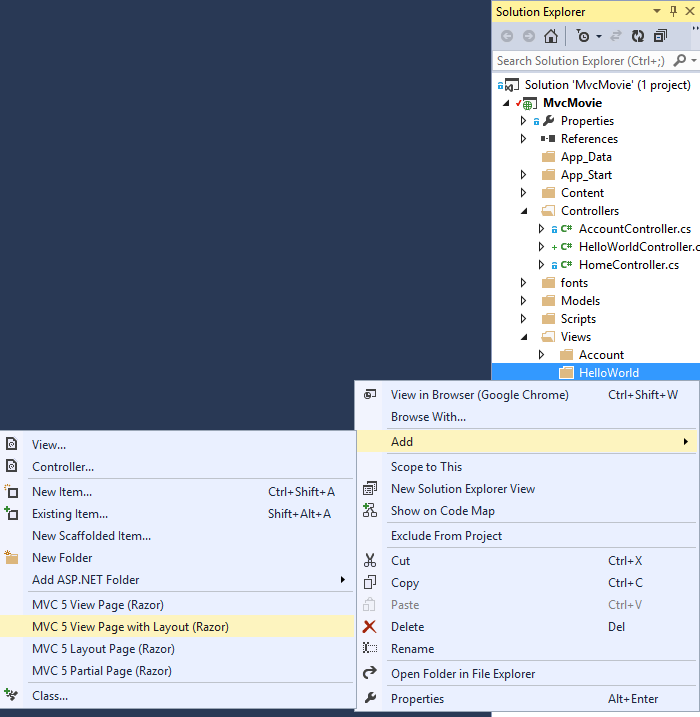 Solution Explorer
Search Solution Explorer (Ctrl+;)
Solution 'MvcMovie' (1 project)
MvcMovie
Properties
References
App_Data
App_Start
Content
Controllers
C# AccountController.cs
C# HelloWorldController.c
C# HomeController.cs
fonts
Models
Scripts
Views
Account
HelloWorld
View in Browser (Google Chrome) Ctrl+Shift+W
Browse With...
Add
Scope to This
New Solution Explorer View
Show on Code Map
Exclude From Project
Cut Ctrl+X
Copy Ctrl+C
Paste Ctrl+V
Delete Del
Rename
Open Folder in File Explorer
Properties Alt+Enter
View...
Controller...
New Item... Ctrl+Shift+A
Existing Item... Shift+Alt+A
New Scaffolded Item...
New Folder
Add ASP.NET Folder
MVC 5 View Page (Razor)
MVC 5 View Page with Layout (Razor)
MVC 5 Layout Page (Razor)
MVC 5 Partial Page (Razor)
Class...